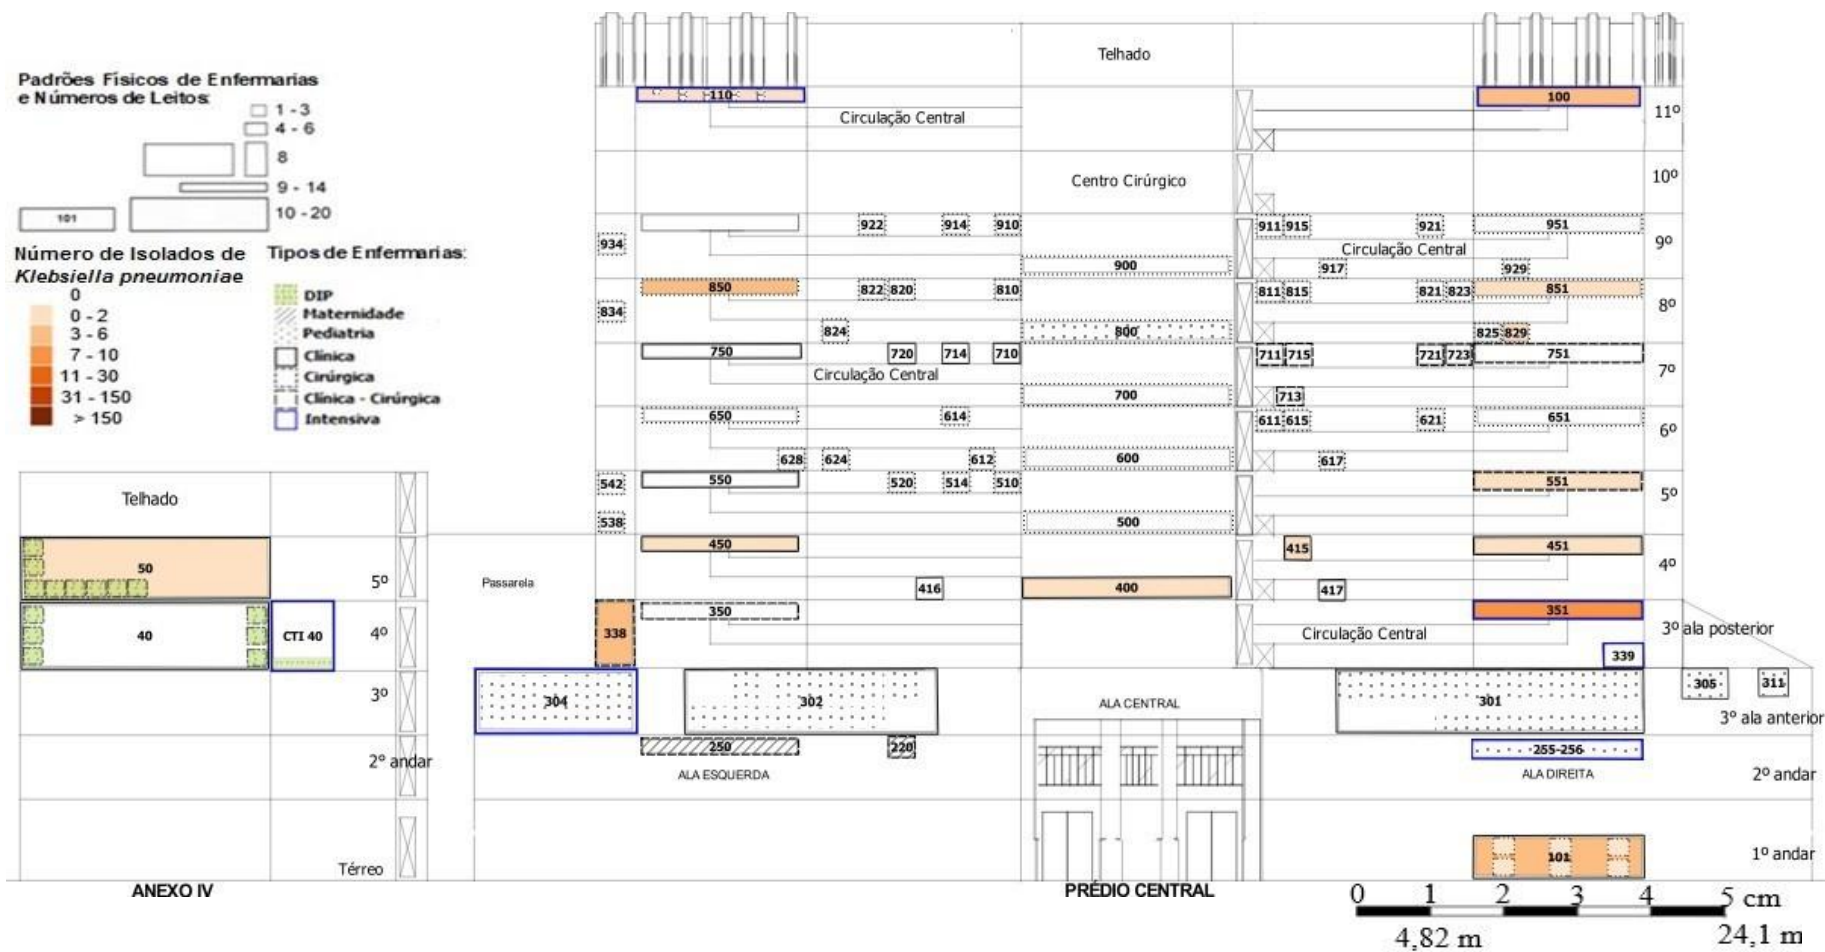 Padrões Físicos de Enfermarias
e Números de Leitos:
1 - 3
4 - 6
8
9 - 14
101
10 - 20
Número de Isolados de
Klebsiella pneumoniae
0
0 - 2
3 - 6
7 - 10
11 - 30
31 - 150
> 150
Tipos de Enfermarias:
DIP
Maternidade
Pediatria
Clínica
Cirúrgica
Clínica - Cirúrgica
Intensiva
Telhado
110
Circulação Central
100
11º
Centro Cirúrgico
10º
934
922
914
910
900
911
915
921
951
Circulação Central
917
929
9º
850
834
822
820
810
824
800
811
815
821
823
851
825
829
8º
750
720
714
710
Circulação Central
700
711
715
721
723
751
713
7º
650
614
628
624
612
600
611
615
621
651
617
6º
542
550
520
514
510
538
500
551
5º
450
416
400
415
451
417
4º
Passarela
338
350
351
Circulação Central
339
3º ala posterior
304
302
301
305
311
3º ala anterior
ALA CENTRAL
250
220
255-256
ALA ESQUERDA
ALA DIREITA
2º andar
101
1º andar
Telhado
50
5º
40
CTI 40
4º
3º
2º andar
Térreo
ANEXO IV
PRÉDIO CENTRAL
0 1 2 3 4 5 cm
4,82 m 24,1 m